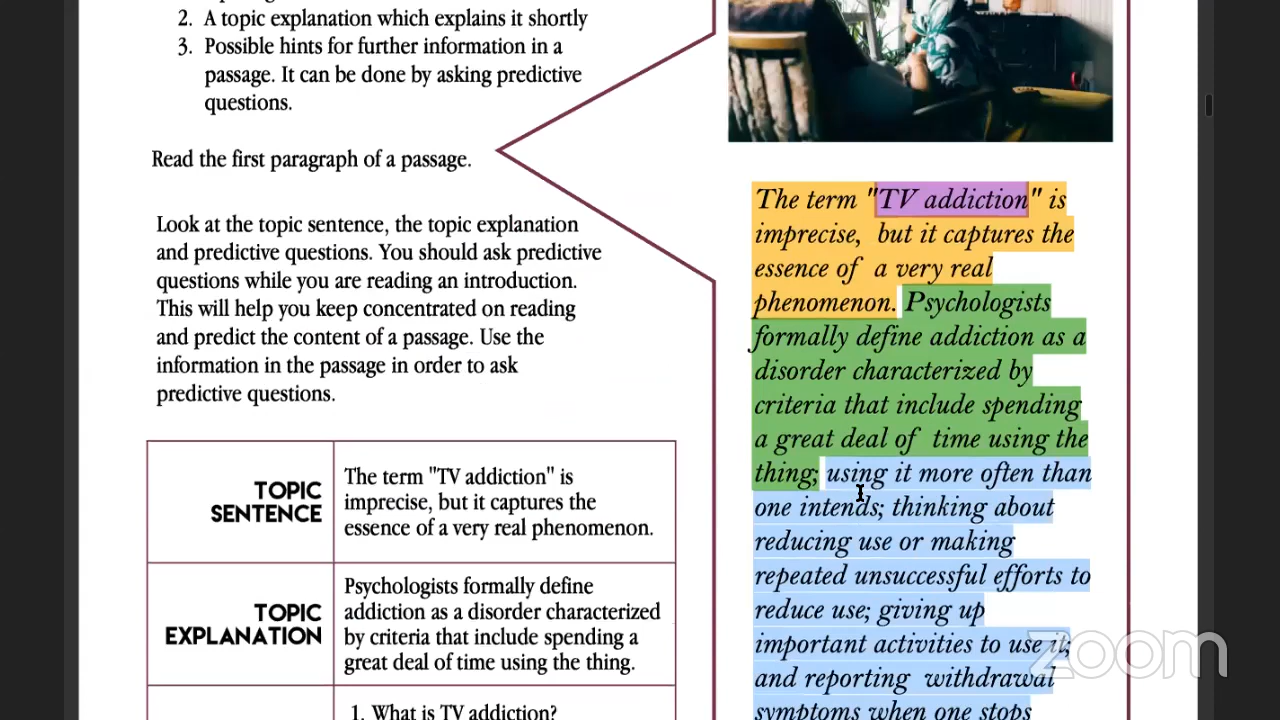 2. A topic explanation which explains it shortly
3. Possible hints for further information in a
passage. It can be done by asking predictive
questions.
Read the first paragraph of a passage.
Look at the topic sentence, the topic explanation
and predictive questions. You should ask predictive
questions while you are reading an introduction.
This will help you keep concentrated on reading
and predict the content of a passage. Use the
information in the passage in order to ask
predictive questions.
TOPIC
SENTENCE
The term "TV addiction" is
imprecise, but it captures the
essence of a very real phenomenon.
TOPIC
EXPLANATION
Psychologists formally define
addiction as a disorder characterized
by criteria that include spending a
great deal of time using the thing.
1. What is TV addiction?
The term "TV addiction" is
imprecise, but it captures the
essence of a very real
phenomenon. Psychologists
formally define addiction as a
disorder characterized by
criteria that include spending
a great deal of time using the
thing; using it more often than
one intends; thinking about
reducing use or making
repeated unsuccessful efforts to
reduce use; giving up
important activities to use it;
and reporting withdrawal
symptoms when one stops
zoom